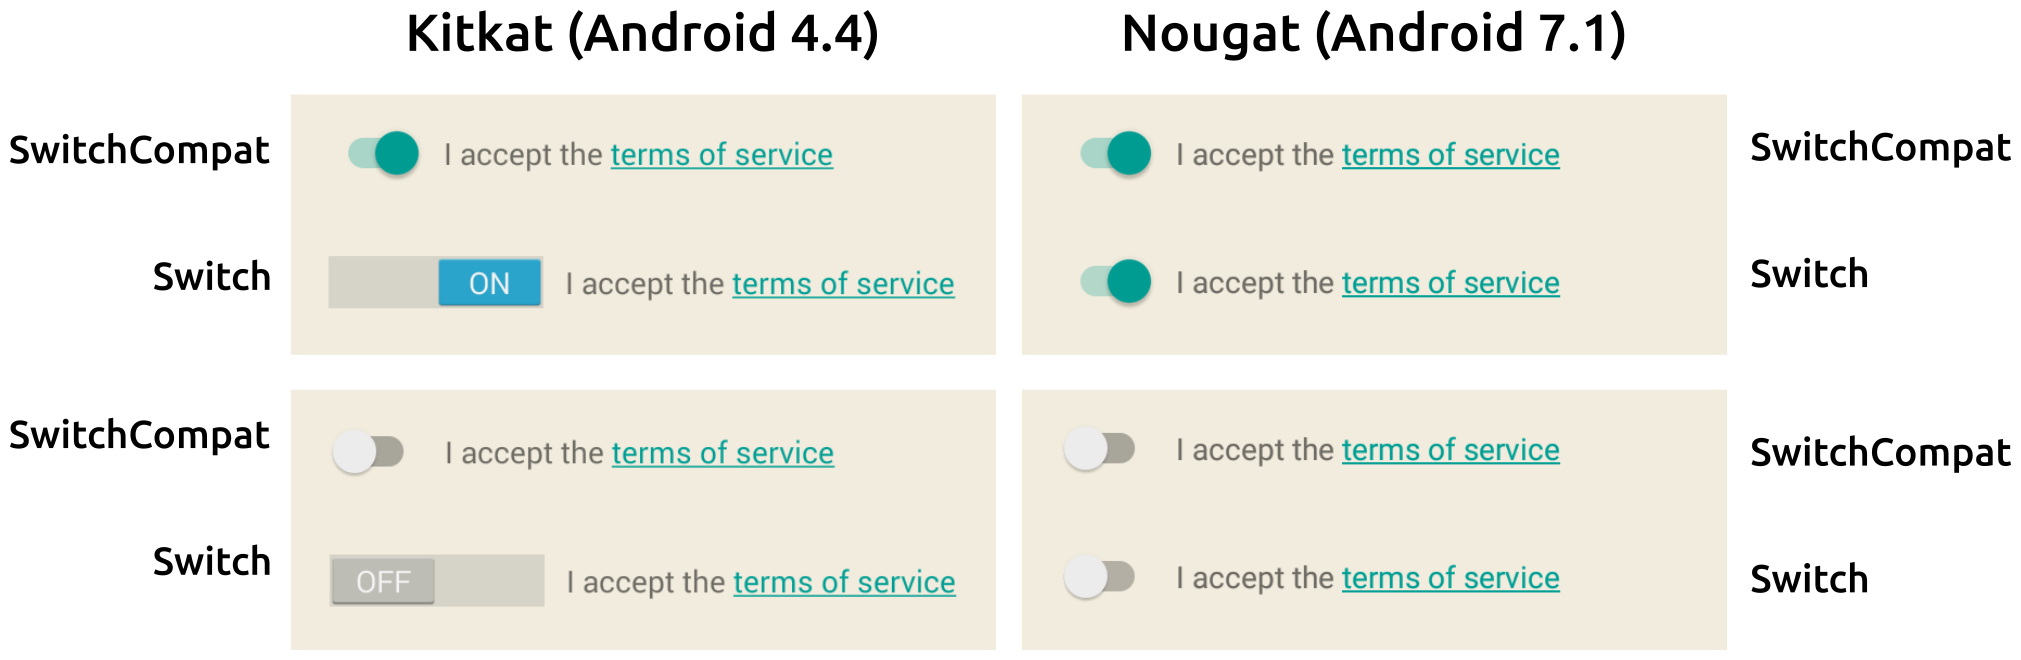 Kitkat (Android 4.4) Nougat (Android 7.1)
SwitchCompat I accept the terms of service I accept the terms of service SwitchCompat
Switch ON I accept the terms of service I accept the terms of service Switch
SwitchCompat I accept the terms of service I accept the terms of service SwitchCompat
Switch OFF I accept the terms of service I accept the terms of service Switch